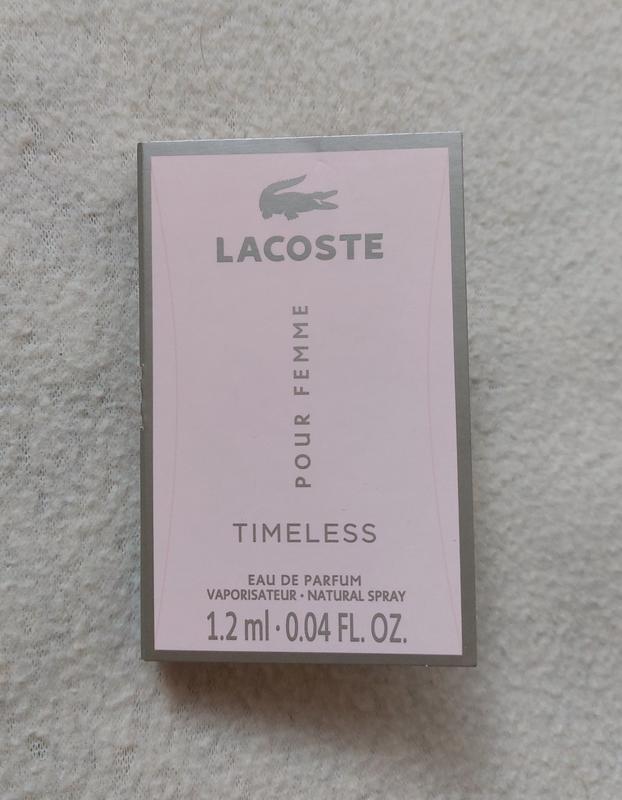 LACOSTE
POUR FEMME
TIMELESS
EAU DE PARFUM
VAPORISATEUR • NATURAL SPRAY
1.2 ml • 0.04 FL. OZ.